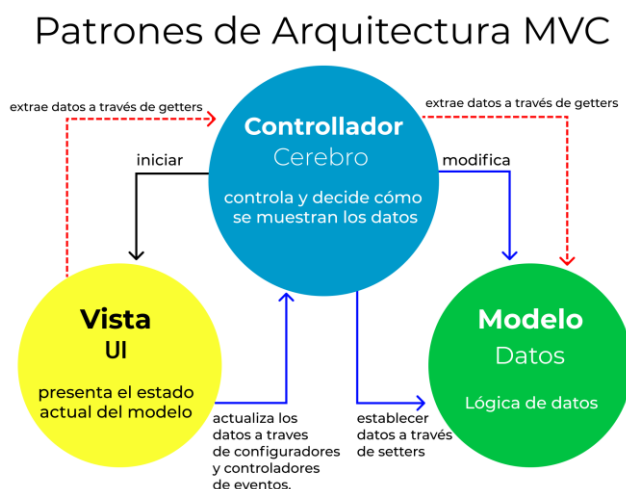 Patrones de Arquitectura MVC
extrae datos a través de getters
extrae datos a través de getters
Controllador
Cerebro
controla y decide cómo
se muestran los datos
iniciar
modifica
Vista
UI
presenta el estado
actual del modelo
Modelo
Datos
Lógica de datos
actualiza los
datos a traves
de configuradores
y controladores
de eventos.
establecer
datos a través
de setters